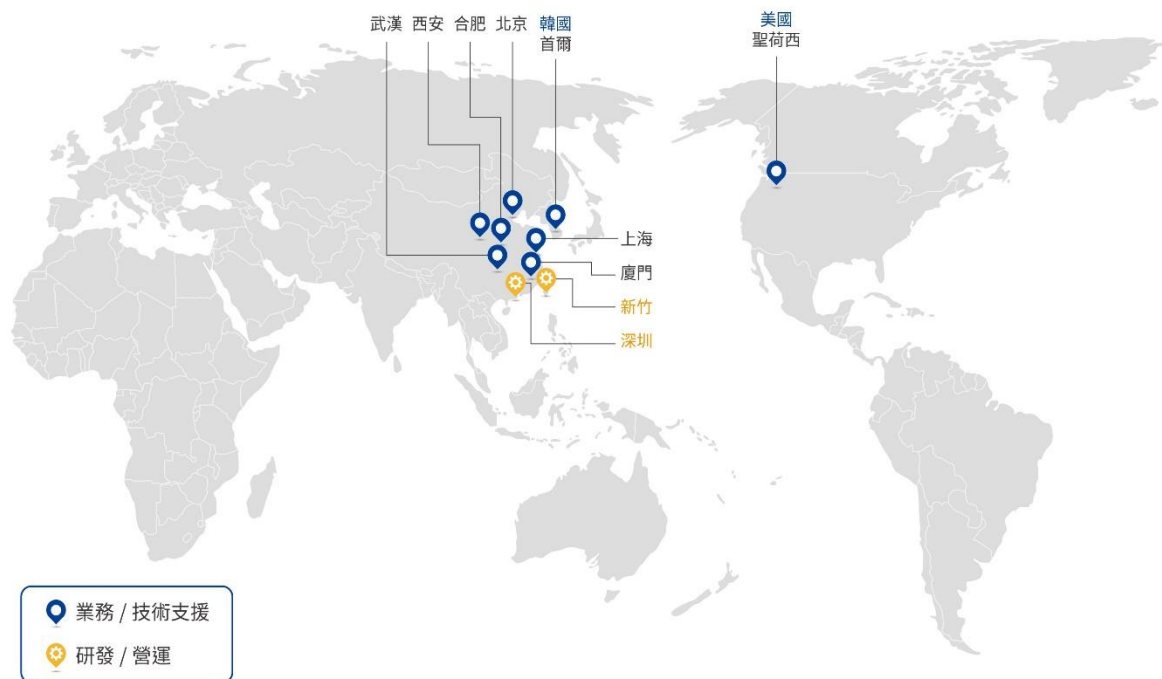 武漢
西安
合肥
北京
韓國
首爾
美國
聖荷西
上海
廈門
新竹
深圳
業務 / 技術支援
研發 / 營運